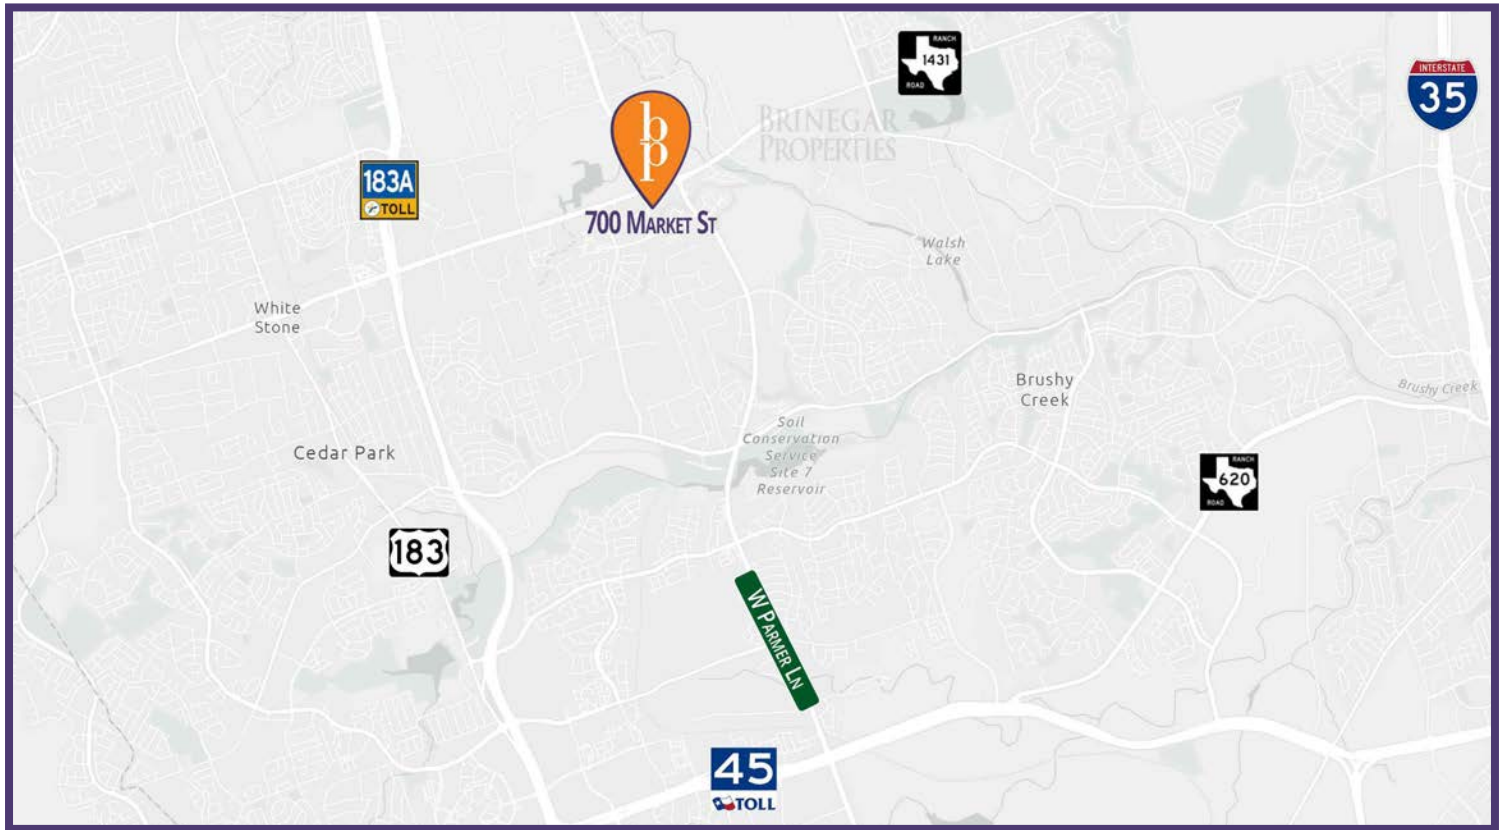 RANCH
1431
ROAD
INTERSTATE
35
b
p
BRINEGAR
PROPERTIES
183A
TOLL
700 MARKET ST
Walsh
Lake
White
Stone
Brushy
Creek
Brushy Creek
Soil
Conservation
Service
Site 7
Reservoir
Cedar Park
RANCH
620
ROAD
183
W PARMER LN
45
TOLL